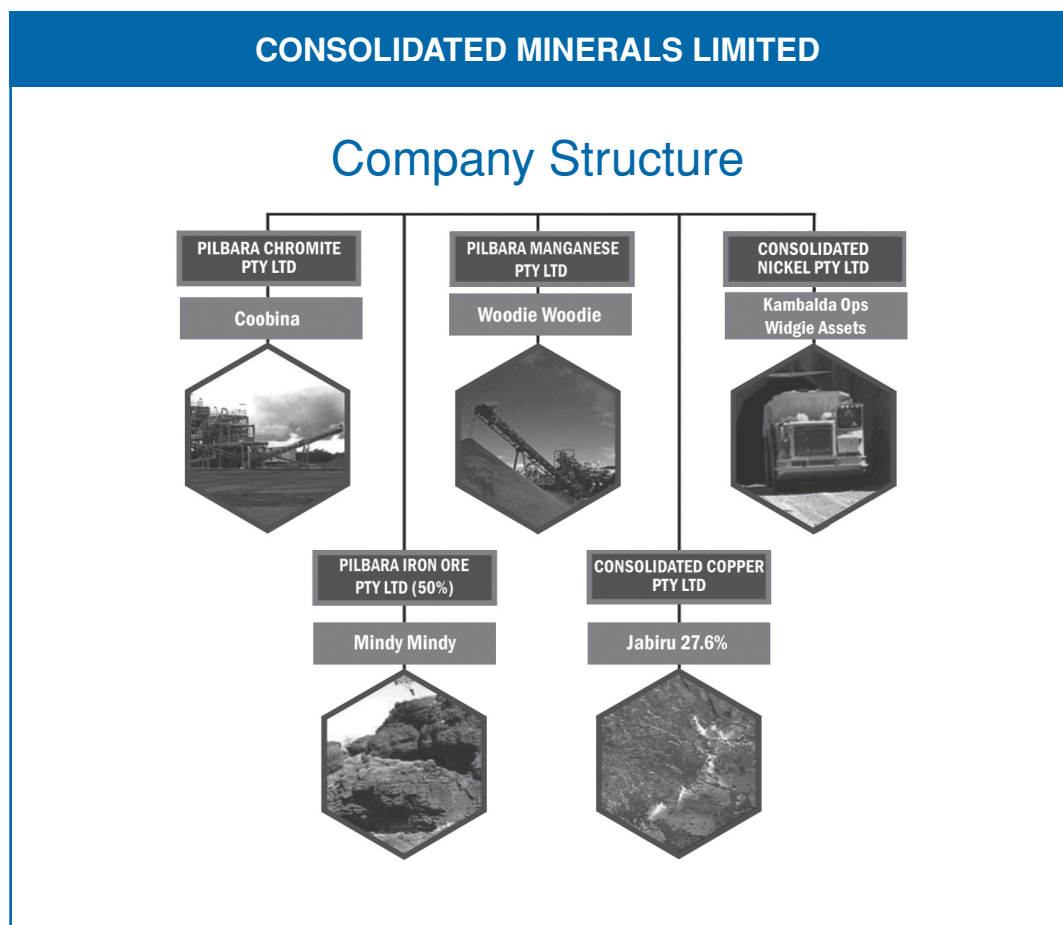 CONSOLIDATED MINERALS LIMITED
Company Structure
PILBARA CHROMITE
PTY LTD
Coobina
PILBARA MANGANESE
PTY LTD
Woodie Woodie
CONSOLIDATED
NICKEL PTY LTD
Kambalda Ops
Widgie Assets
PILBARA IRON ORE
PTY LTD (50%)
Mindy Mindy
CONSOLIDATED COPPER
PTY LTD
Jabiru 27.6%